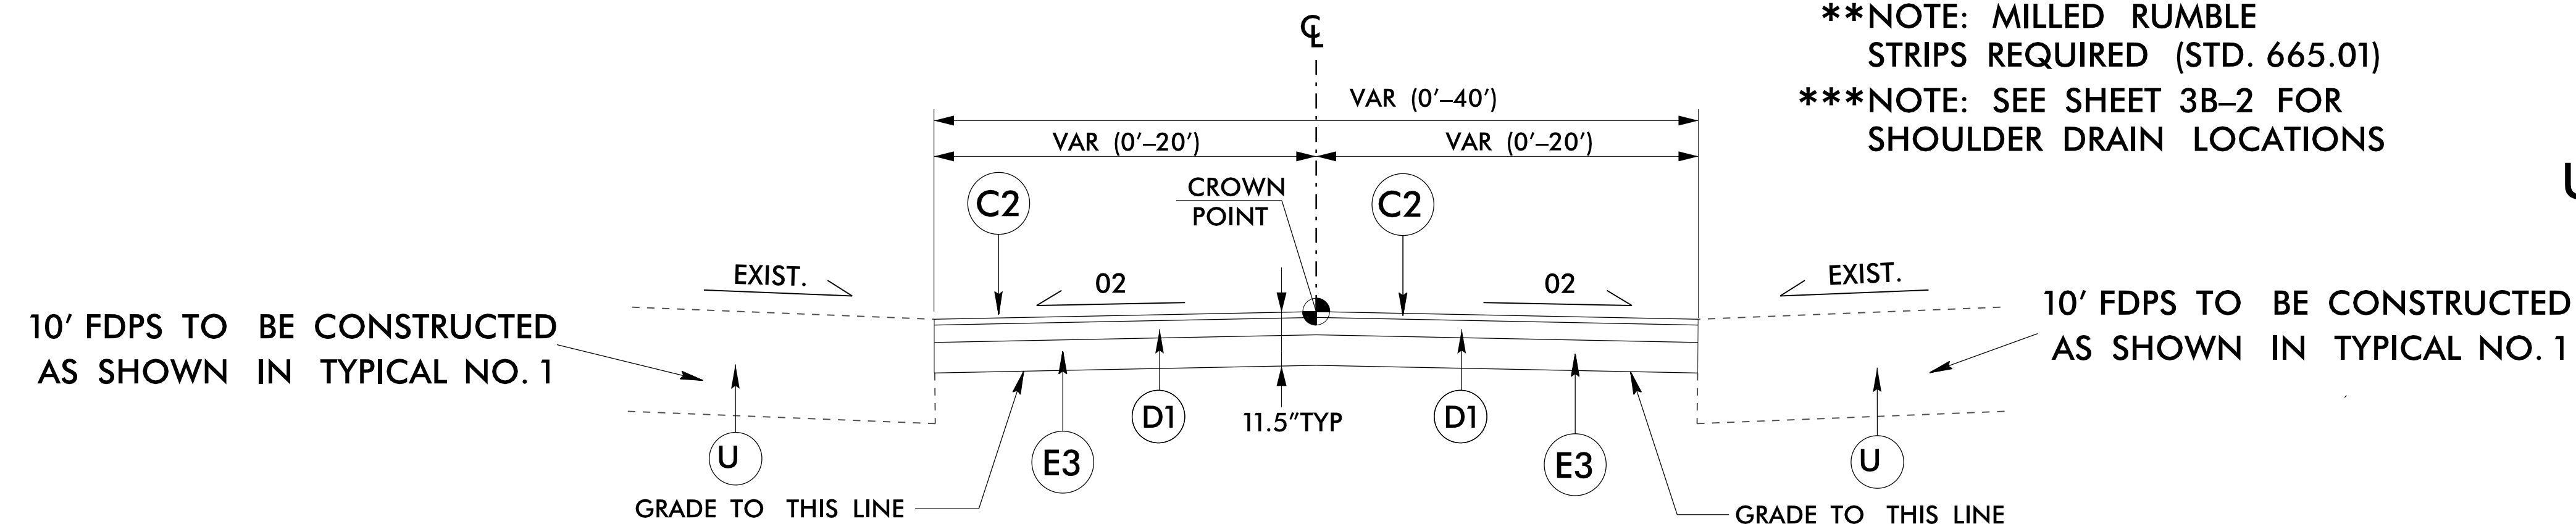 ℄
**NOTE: MILLED RUMBLE
STRIPS REQUIRED (STD. 665.01)
***NOTE: SEE SHEET 3B–2 FOR
SHOULDER DRAIN LOCATIONS
VAR (0'–40')
VAR (0'–20')
VAR (0'–20')
C2
CROWN
POINT
C2
U
EXIST.
02
02
EXIST.
10' FDPS TO BE CONSTRUCTED
AS SHOWN IN TYPICAL NO. 1
10' FDPS TO BE CONSTRUCTED
AS SHOWN IN TYPICAL NO. 1
D1
11.5" TYP
D1
U
E3
E3
U
GRADE TO THIS LINE
GRADE TO THIS LINE